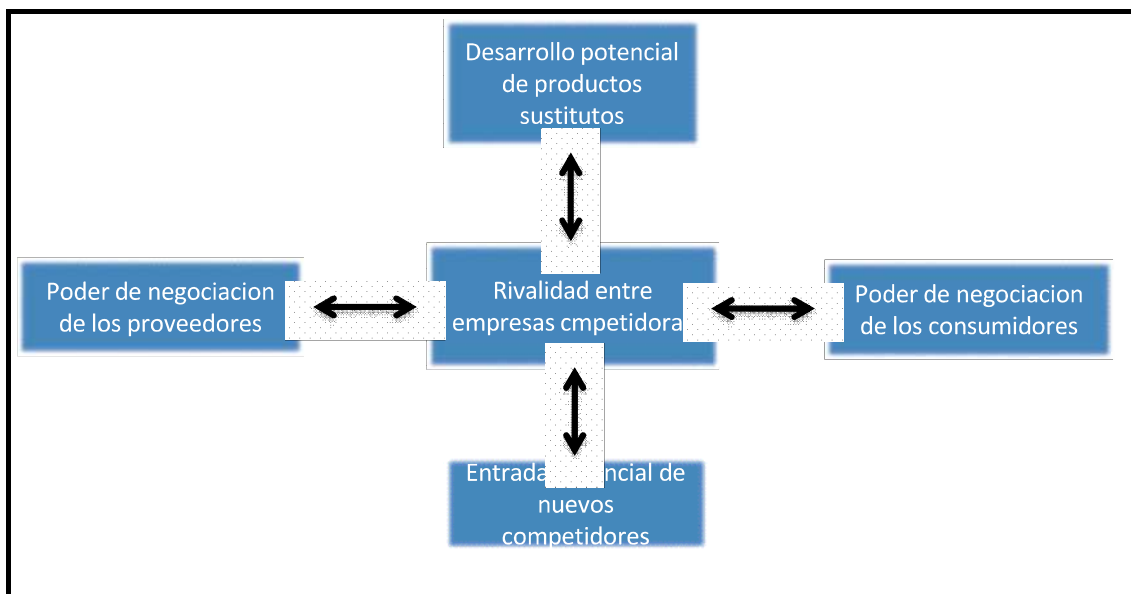 Desarrollo potencial
de productos
sustitutos
Poder de negociacion
de los proveedores
Rivalidad entre
empresas cmpetidora
Poder de negociacion
de los consumidores
Entrada ncial de
nuevos
competidores